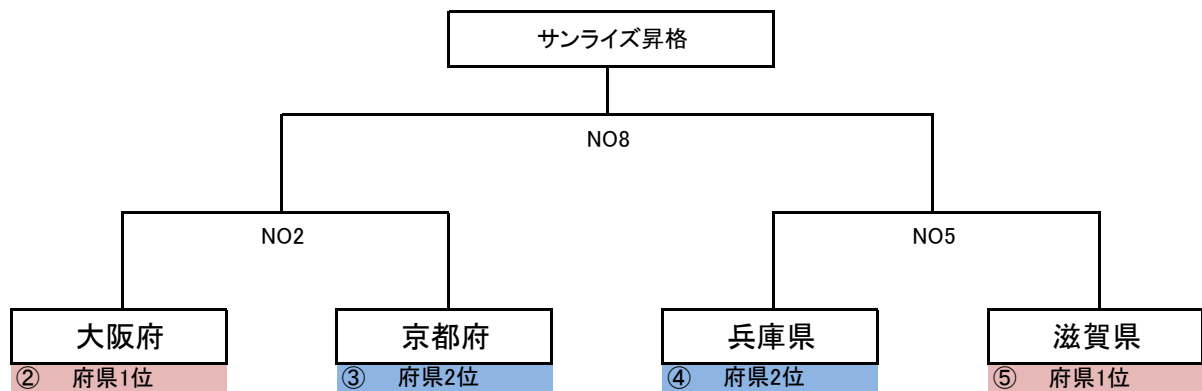 サンライズ昇格
NO8
NO2
NO5
大阪府
京都府
兵庫県
滋賀県
② 府県1位
③ 府県2位
④ 府県2位
⑤ 府県1位